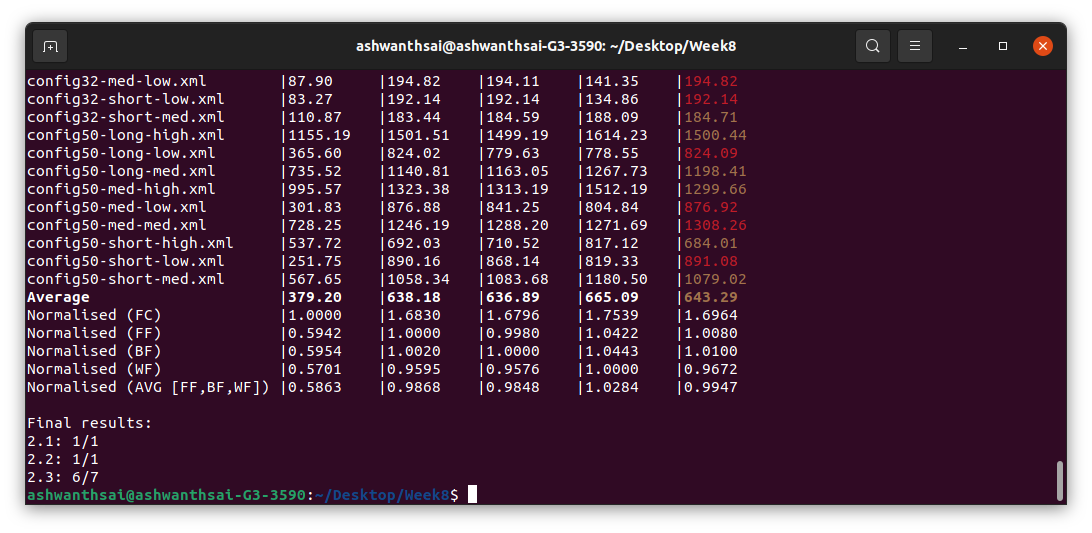 ashwanthsai@ashwanthsai-G3-3590: ~/Desktop/Week8
config32-med-low.xml |87.90 |194.82 |194.11 |141.35 |194.82
config32-short-low.xml |83.27 |192.14 |192.14 |134.86 |192.14
config32-short-med.xml |110.87 |183.44 |184.59 |188.09 |184.71
config50-long-high.xml |1155.19 |1501.51 |1499.19 |1614.23 |1500.44
config50-long-low.xml |365.60 |824.02 |779.63 |778.55 |824.09
config50-long-med.xml |735.52 |1140.81 |1163.05 |1267.73 |1198.41
config50-med-high.xml |995.57 |1323.38 |1313.19 |1512.19 |1299.66
config50-med-low.xml |301.83 |876.88 |841.25 |804.84 |876.92
config50-med-med.xml |728.25 |1246.19 |1288.20 |1271.69 |1308.26
config50-short-high.xml |537.72 |692.03 |710.52 |817.12 |684.01
config50-short-low.xml |251.75 |890.16 |868.14 |819.33 |891.08
config50-short-med.xml |567.65 |1058.34 |1083.68 |1180.50 |1079.02
Average |379.20 |638.18 |636.89 |665.09 |643.29
Normalised (FC) |1.0000 |1.6830 |1.6796 |1.7539 |1.6964
Normalised (FF) |0.5942 |1.0000 |0.9980 |1.0422 |1.0080
Normalised (BF) |0.5954 |1.0020 |1.0000 |1.0443 |1.0100
Normalised (WF) |0.5701 |0.9595 |0.9576 |1.0000 |0.9672
Normalised (AVG [FF,BF,WF]) |0.5863 |0.9868 |0.9848 |1.0284 |0.9947
Final results:
2.1: 1/1
2.2: 1/1
2.3: 6/7
ashwanthsai@ashwanthsai-G3-3590:~/Desktop/Week8$